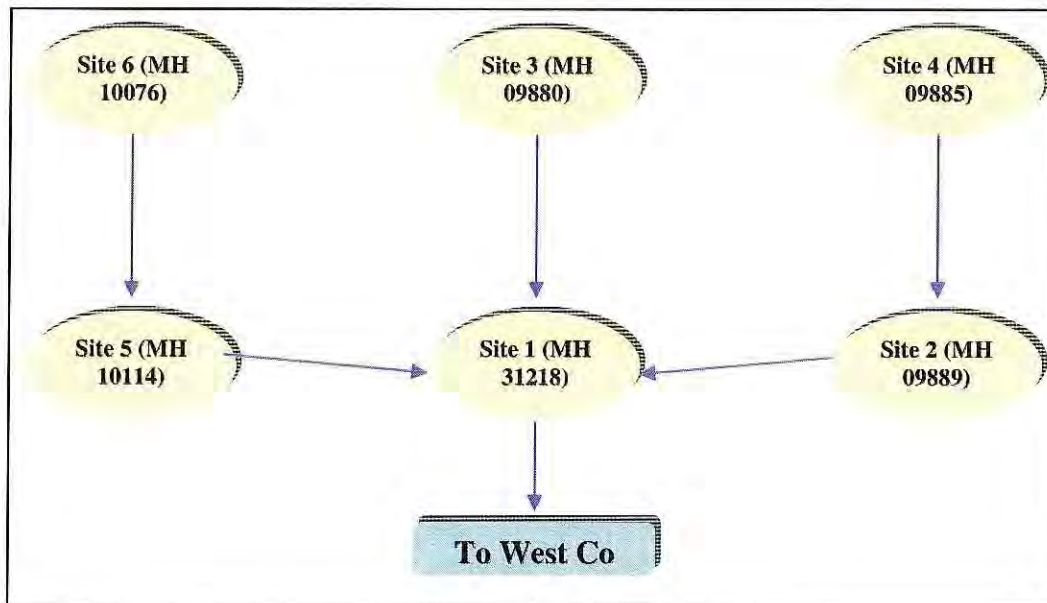 Site 6 (MH
10076)
Site 3 (MH
09880)
Site 4 (MH
09885)
Site 5 (MH
10114)
Site 1 (MH
31218)
Site 2 (MH
09889)
To West Co